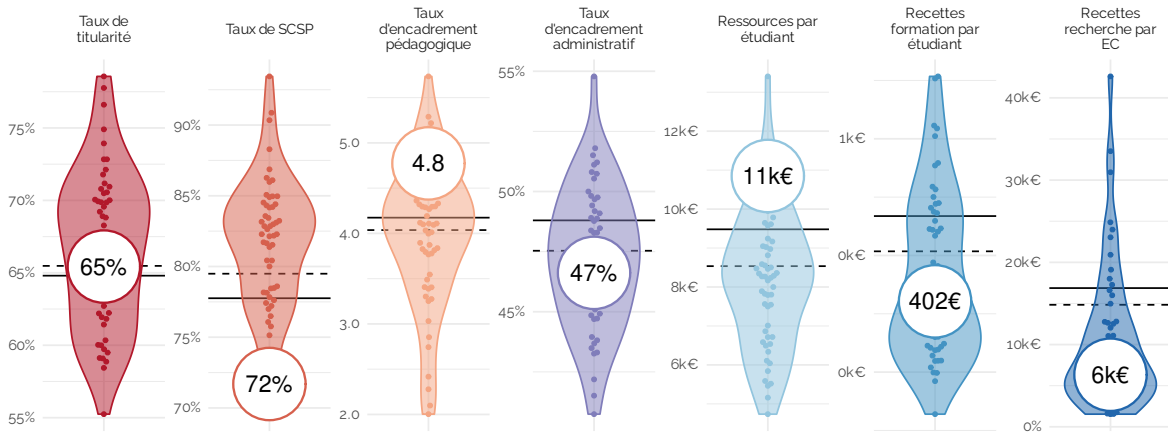 Taux de
titularité
75%
70%
65%
60%
55%
65%
Taux de SCSP
90%
85%
80%
75%
70%
72%
Taux
d'encadrement
pédagogique
5.0
4.0
3.0
2.0
4.8
Taux
d'encadrement
administratif
55%
50%
45%
47%
Ressources par
étudiant
12k€
10k€
8k€
6k€
11k€
Recettes
formation par
étudiant
1k€
0k€
0k€
402€
Recettes
recherche par
EC
40k€
30k€
20k€
10k€
0%
6k€